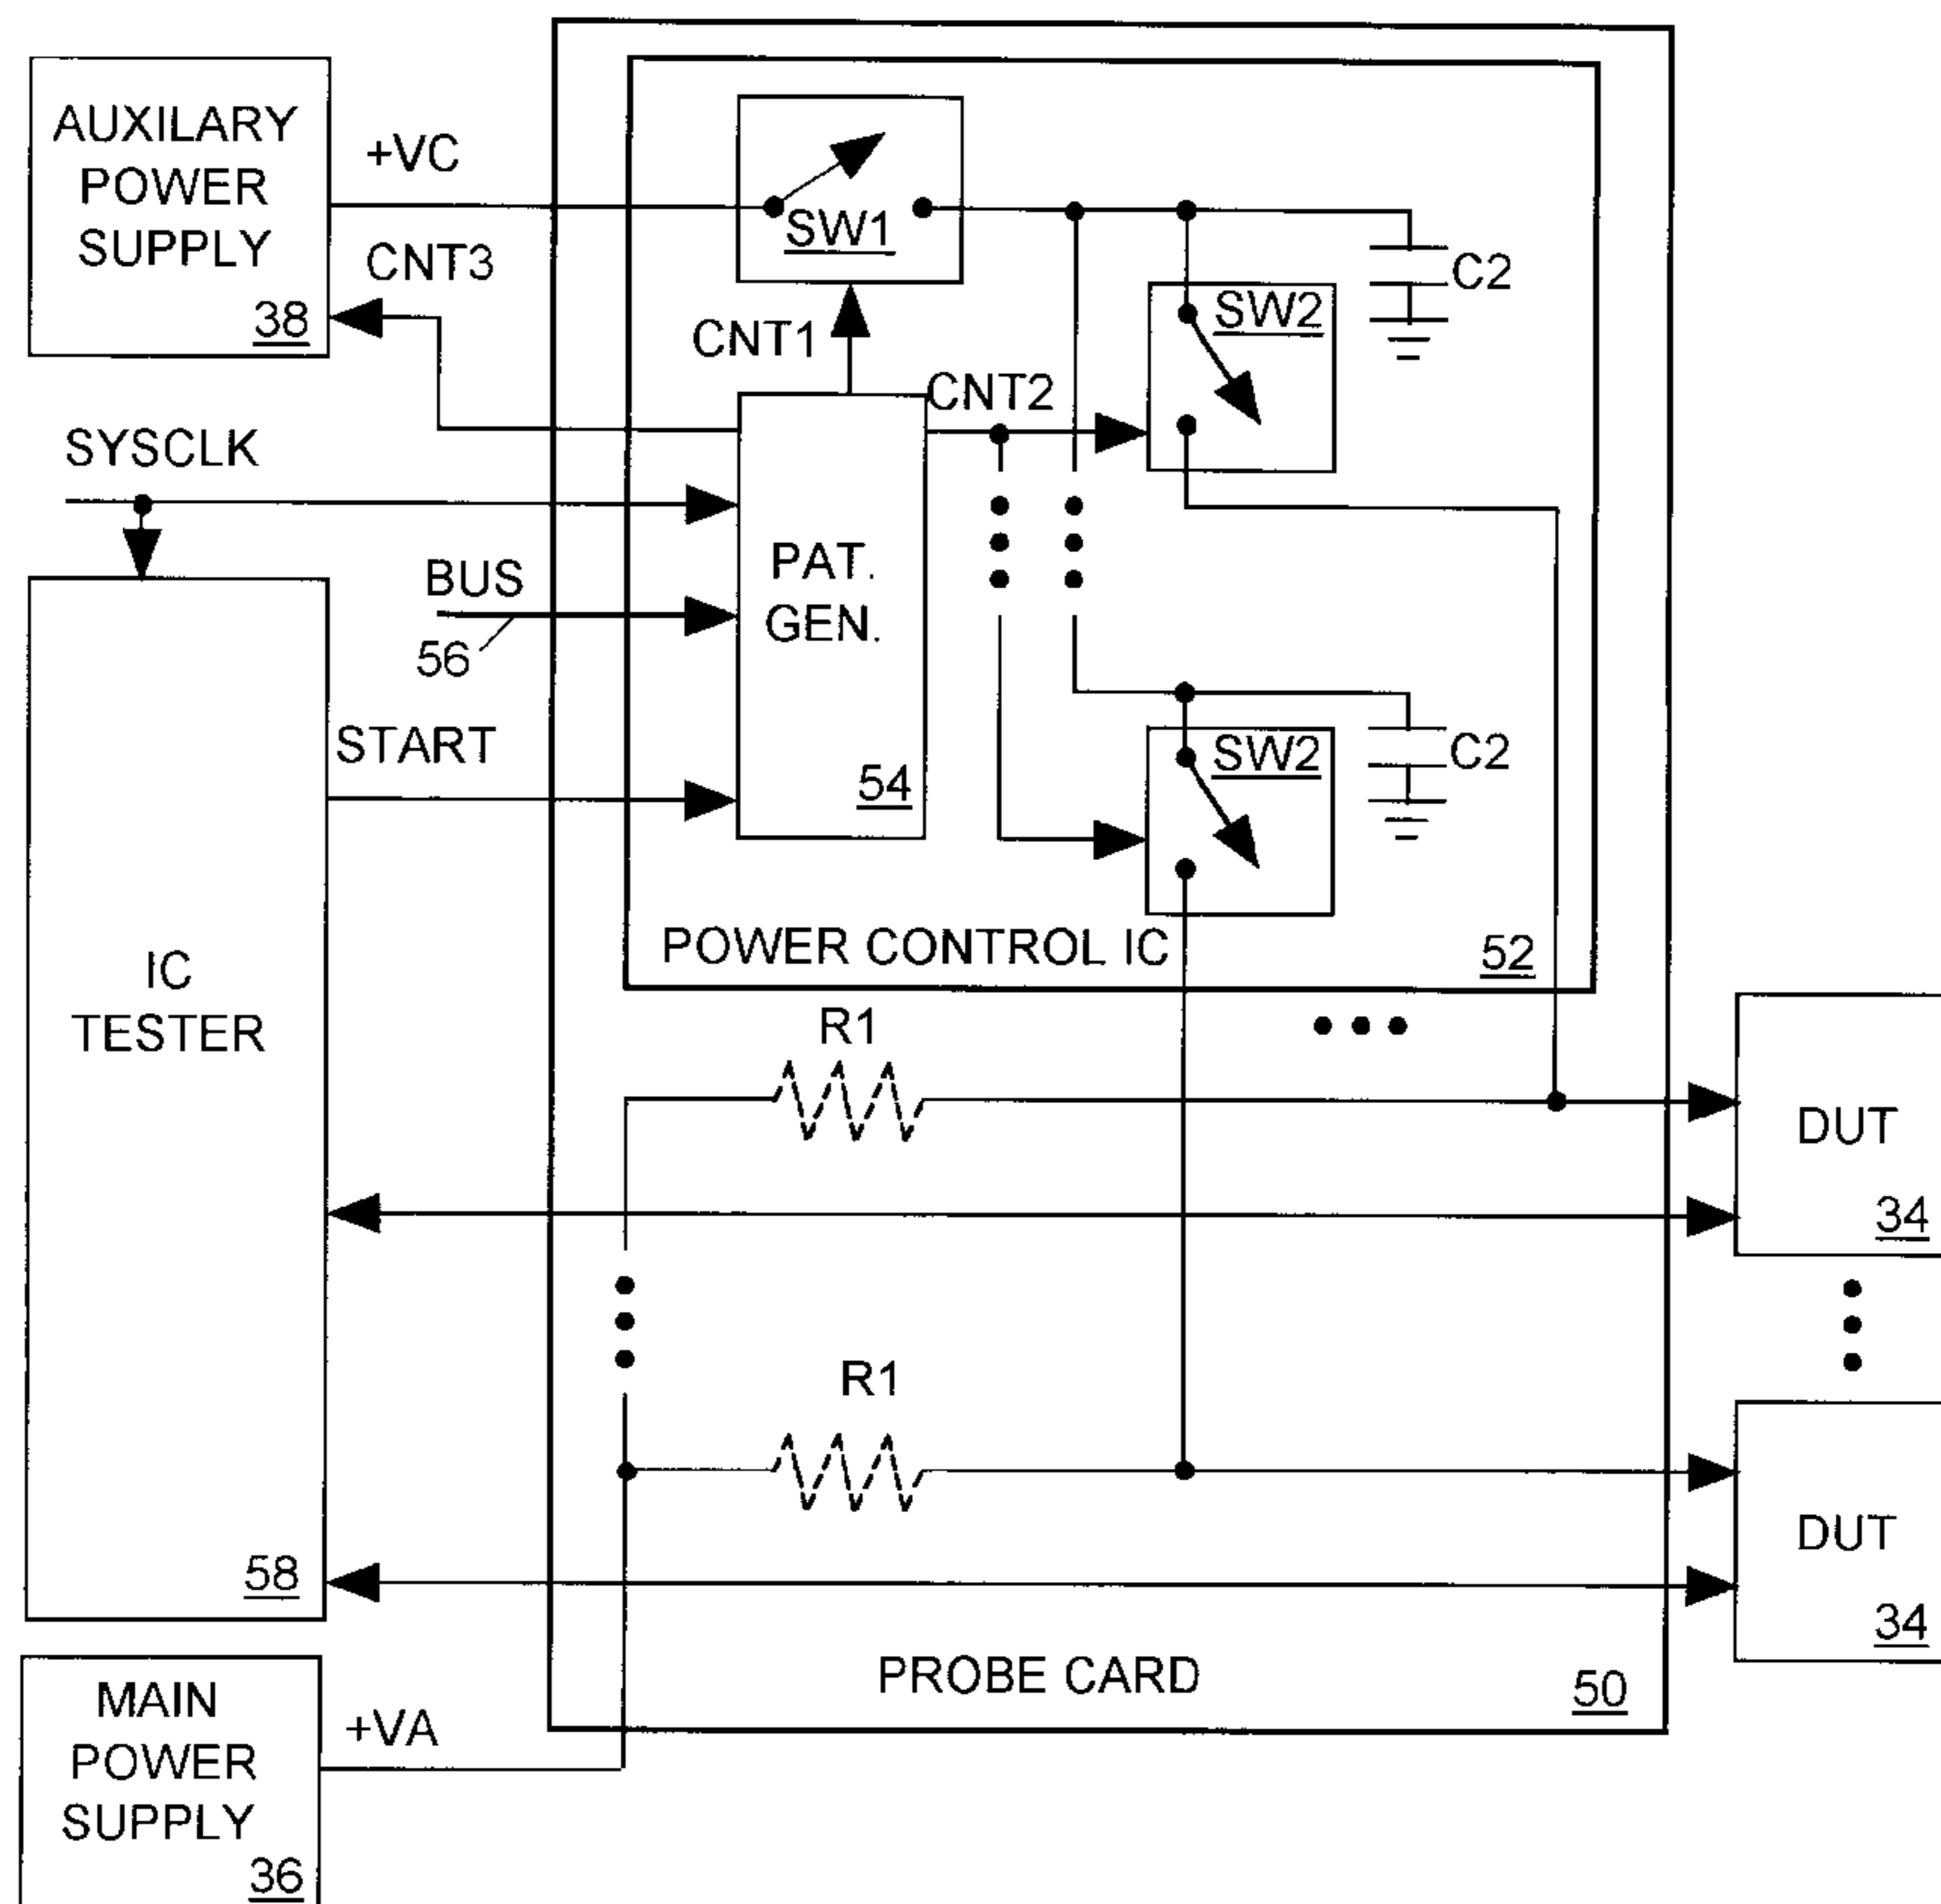 AUXILARY
POWER
SUPPLY
38
+VC
CNT3
SW1
CNT1
CNT2
SW2
C2
SYSCLK
BUS
56
START
PAT.
GEN.
54
SW2
C2
POWER CONTROL IC
52
IC
TESTER
58
R1
DUT
34
R1
DUT
34
PROBE CARD
50
MAIN
POWER
SUPPLY
36
+VA